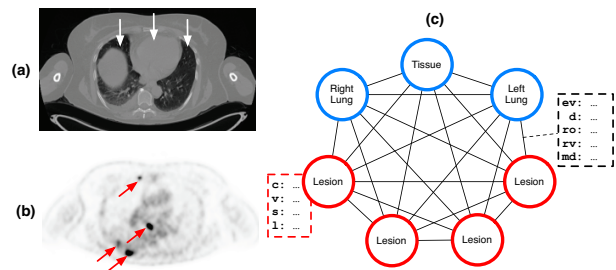 (a)
(b)
(c)
Tissue
Right
Lung
Left
Lung
Lesion
Lesion
Lesion
Lesion
ev: ...
d: ...
ro: ...
rv: ...
md: ...
c: ...
v: ...
s: ...
l: ...